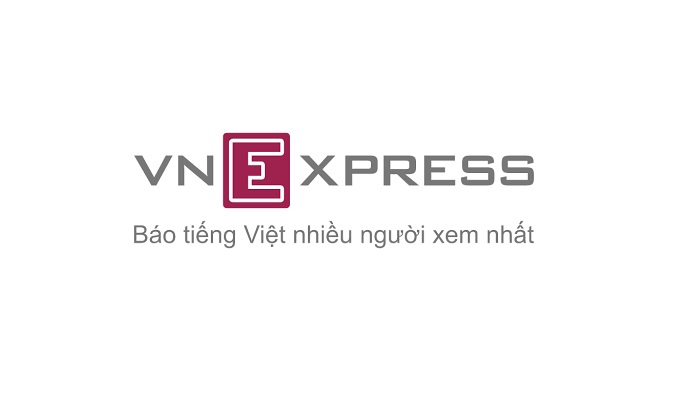 VNEXPRESS
Báo tiếng Việt nhiều người xem nhất